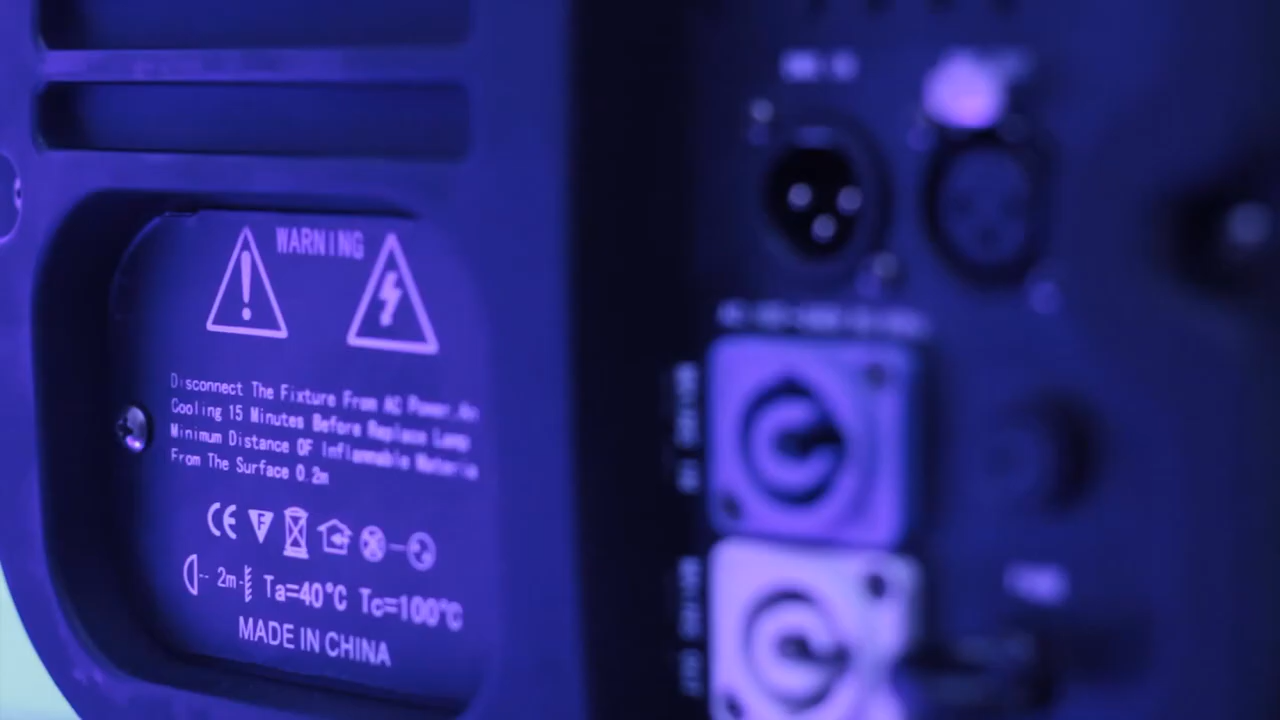 WARNING
Disconnect The Fixture From AC Power.An
Cooling 15 Minutes Before Replace Lamp
Minimum Distance OF Inflammable Materia
From The Surface 0.2m
CE F
2m Ta=40°C Tc=100°C
MADE IN CHINA